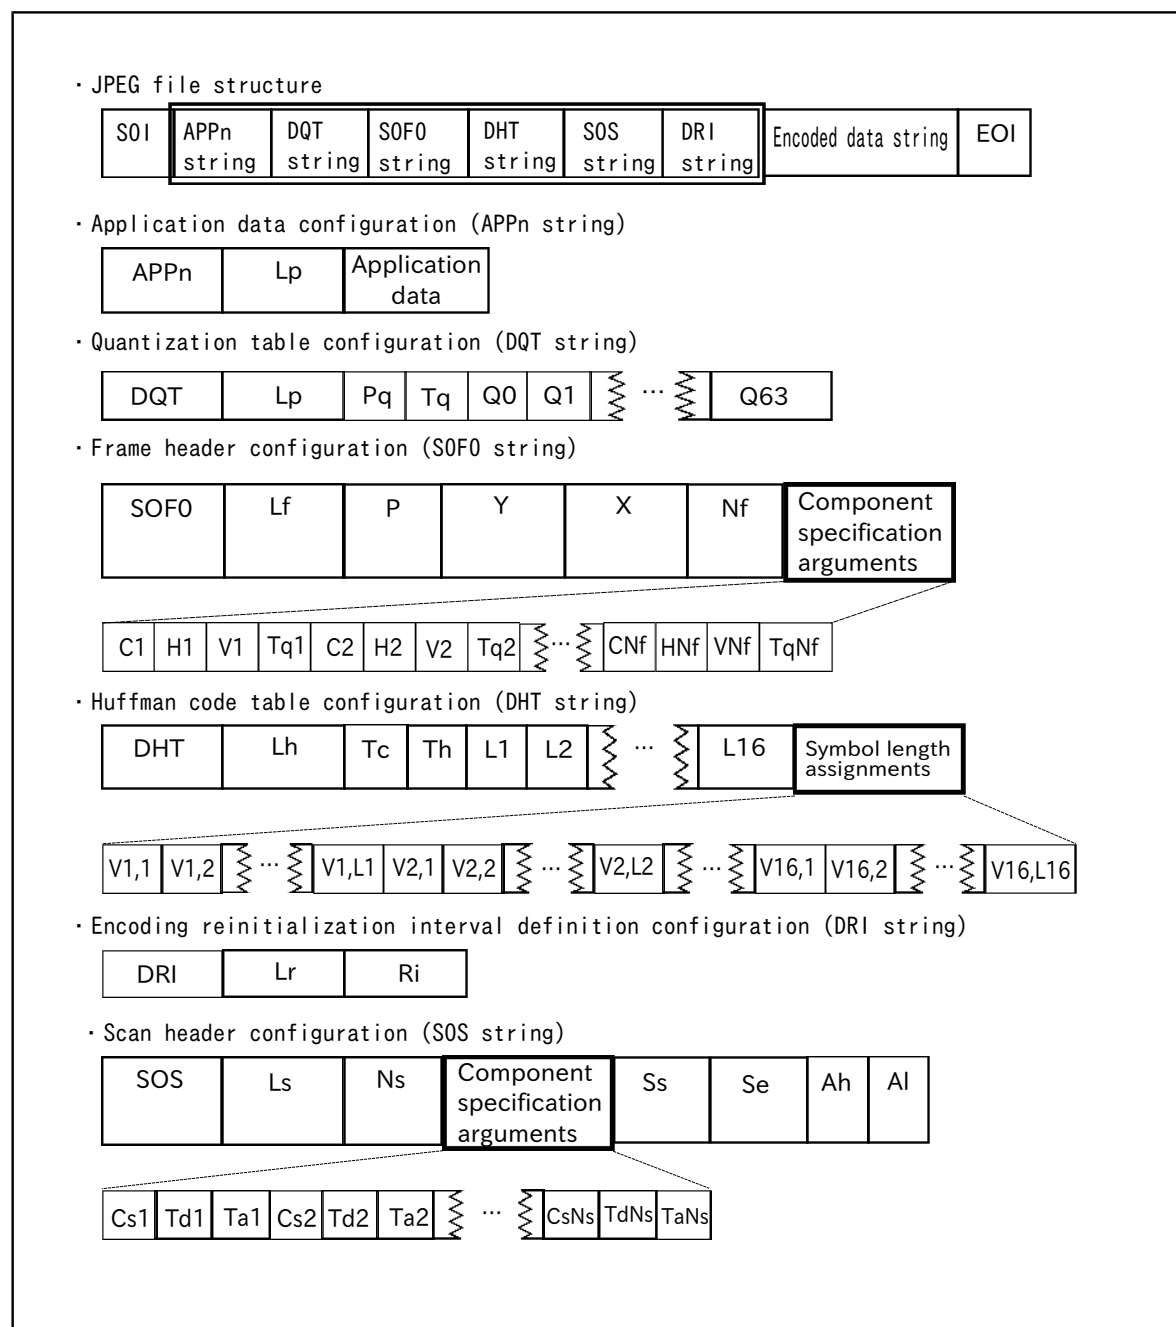 ・JPEG file structure
SOI APPn string DQT string SOF0 string DHT string SOS string DRI string Encoded data string EOI
・Application data configuration (APPn string)
APPn Lp Application data
・Quantization table configuration (DQT string)
DQT Lp Pq Tq Q0 Q1 … Q63
・Frame header configuration (SOF0 string)
SOF0 Lf P Y X Nf Component specification arguments
C1 H1 V1 Tq1 C2 H2 V2 Tq2 … CNf HNf VNf TqNf
・Huffman code table configuration (DHT string)
DHT Lh Tc Th L1 L2 … L16 Symbol length assignments
V1,1 V1,2 … V1,L1 V2,1 V2,2 … V2,L2 … V16,1 V16,2 … V16,L16
・Encoding reinitialization interval definition configuration (DRI string)
DRI Lr Ri
・Scan header configuration (SOS string)
SOS Ls Ns Component specification arguments Ss Se Ah Al
Cs1 Td1 Ta1 Cs2 Td2 Ta2 … CsNs TdNs TaNs